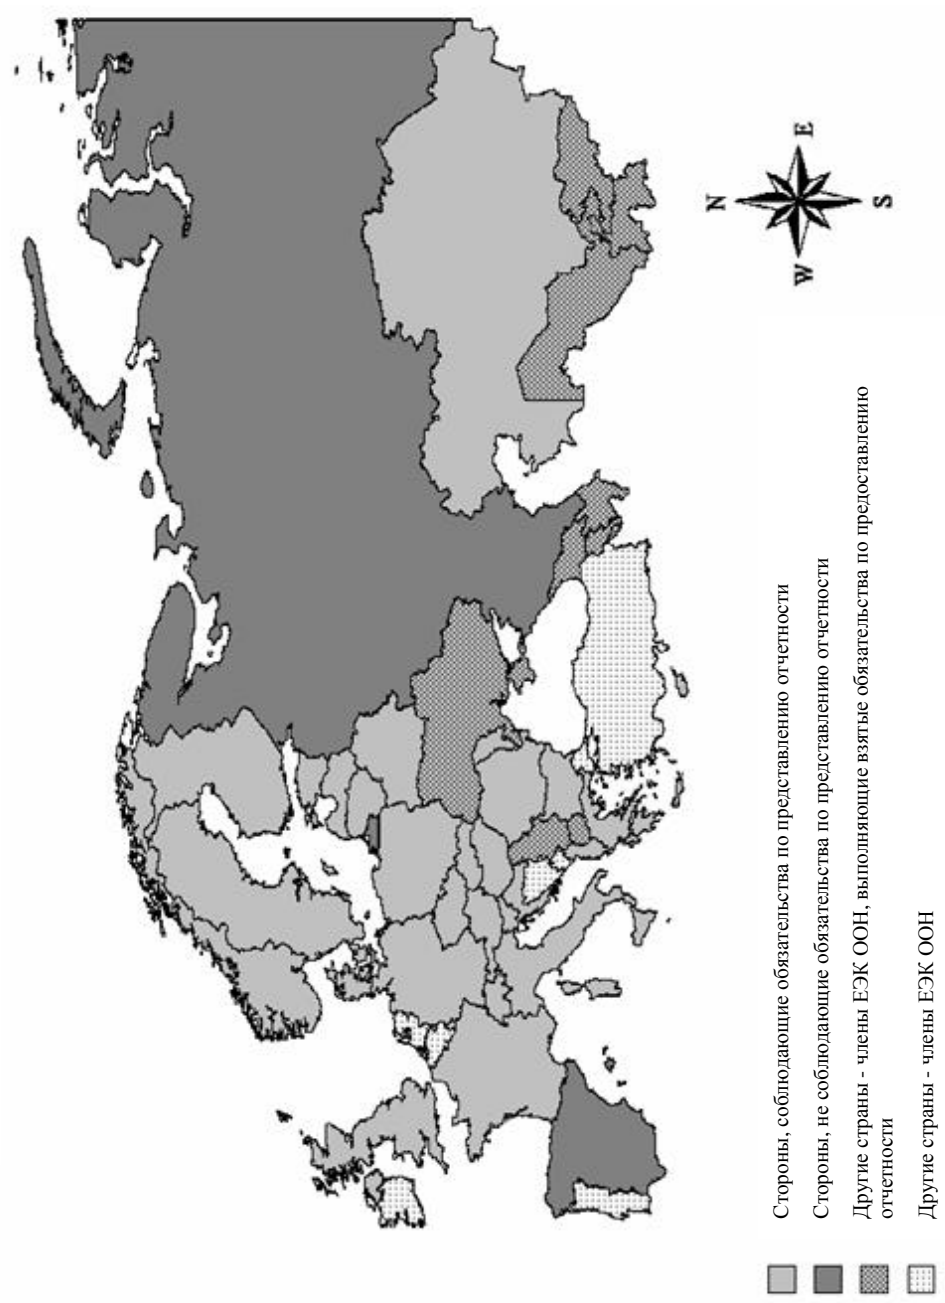 N
W
E
S
Стороны, соблюдающие обязательства по представлению отчетности
Стороны, не соблюдающие обязательства по представлению отчетности
Другие страны - члены ЕЭК ООН, выполняющие взятые обязательства по предоставлению
отчетности
Другие страны - члены ЕЭК ООН